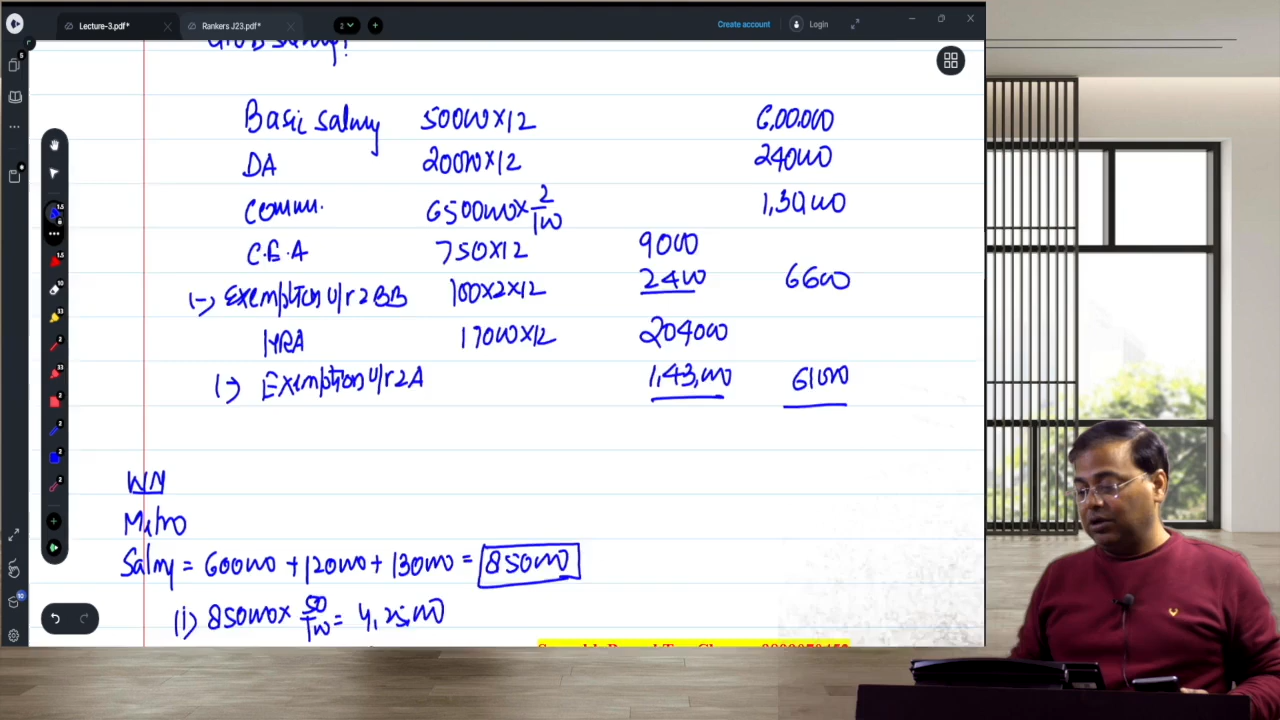 Lecture-3.pdf*
Rankers J23.pdf*
2
Create account
Login
Basic salary 50000×12 6,00,000
DA 20000×12 240000
Comm. 6500000×2/100 1,30,000
C.E.A 750×12 9000
(-) Exemption u/r 2BB 100×2×12 2400 6600
HRA 17000×12 204000
(-) Exemption u/r 2A 1,43,000 61000
WN
Metro
Salary = 600000 + 120000 + 130000 = 850000
(i) 850000× 50/100 = 4,25,000